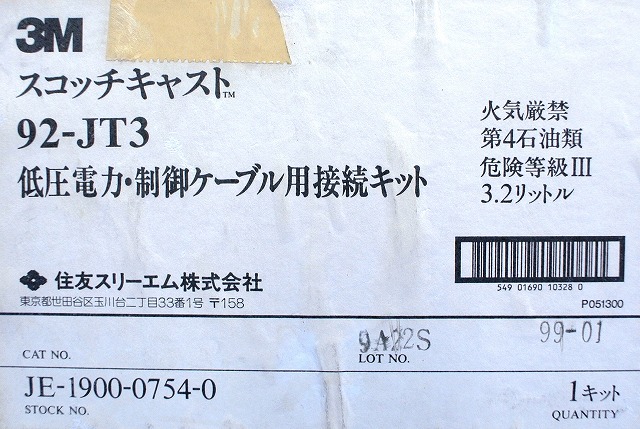 3M
スコッチキャスト™
92-JT3
低圧電力・制御ケーブル用接続キット
火気厳禁
第4石油類
危険等級III
3.2リットル
549 01690 10328 0
P051300
住友スリーエム株式会社
東京都世田谷区玉川台二丁目33番1号 〒158
CAT NO.
9A22S
LOT NO.
99-01
JE-1900-0754-0
STOCK NO.
1キット
QUANTITY